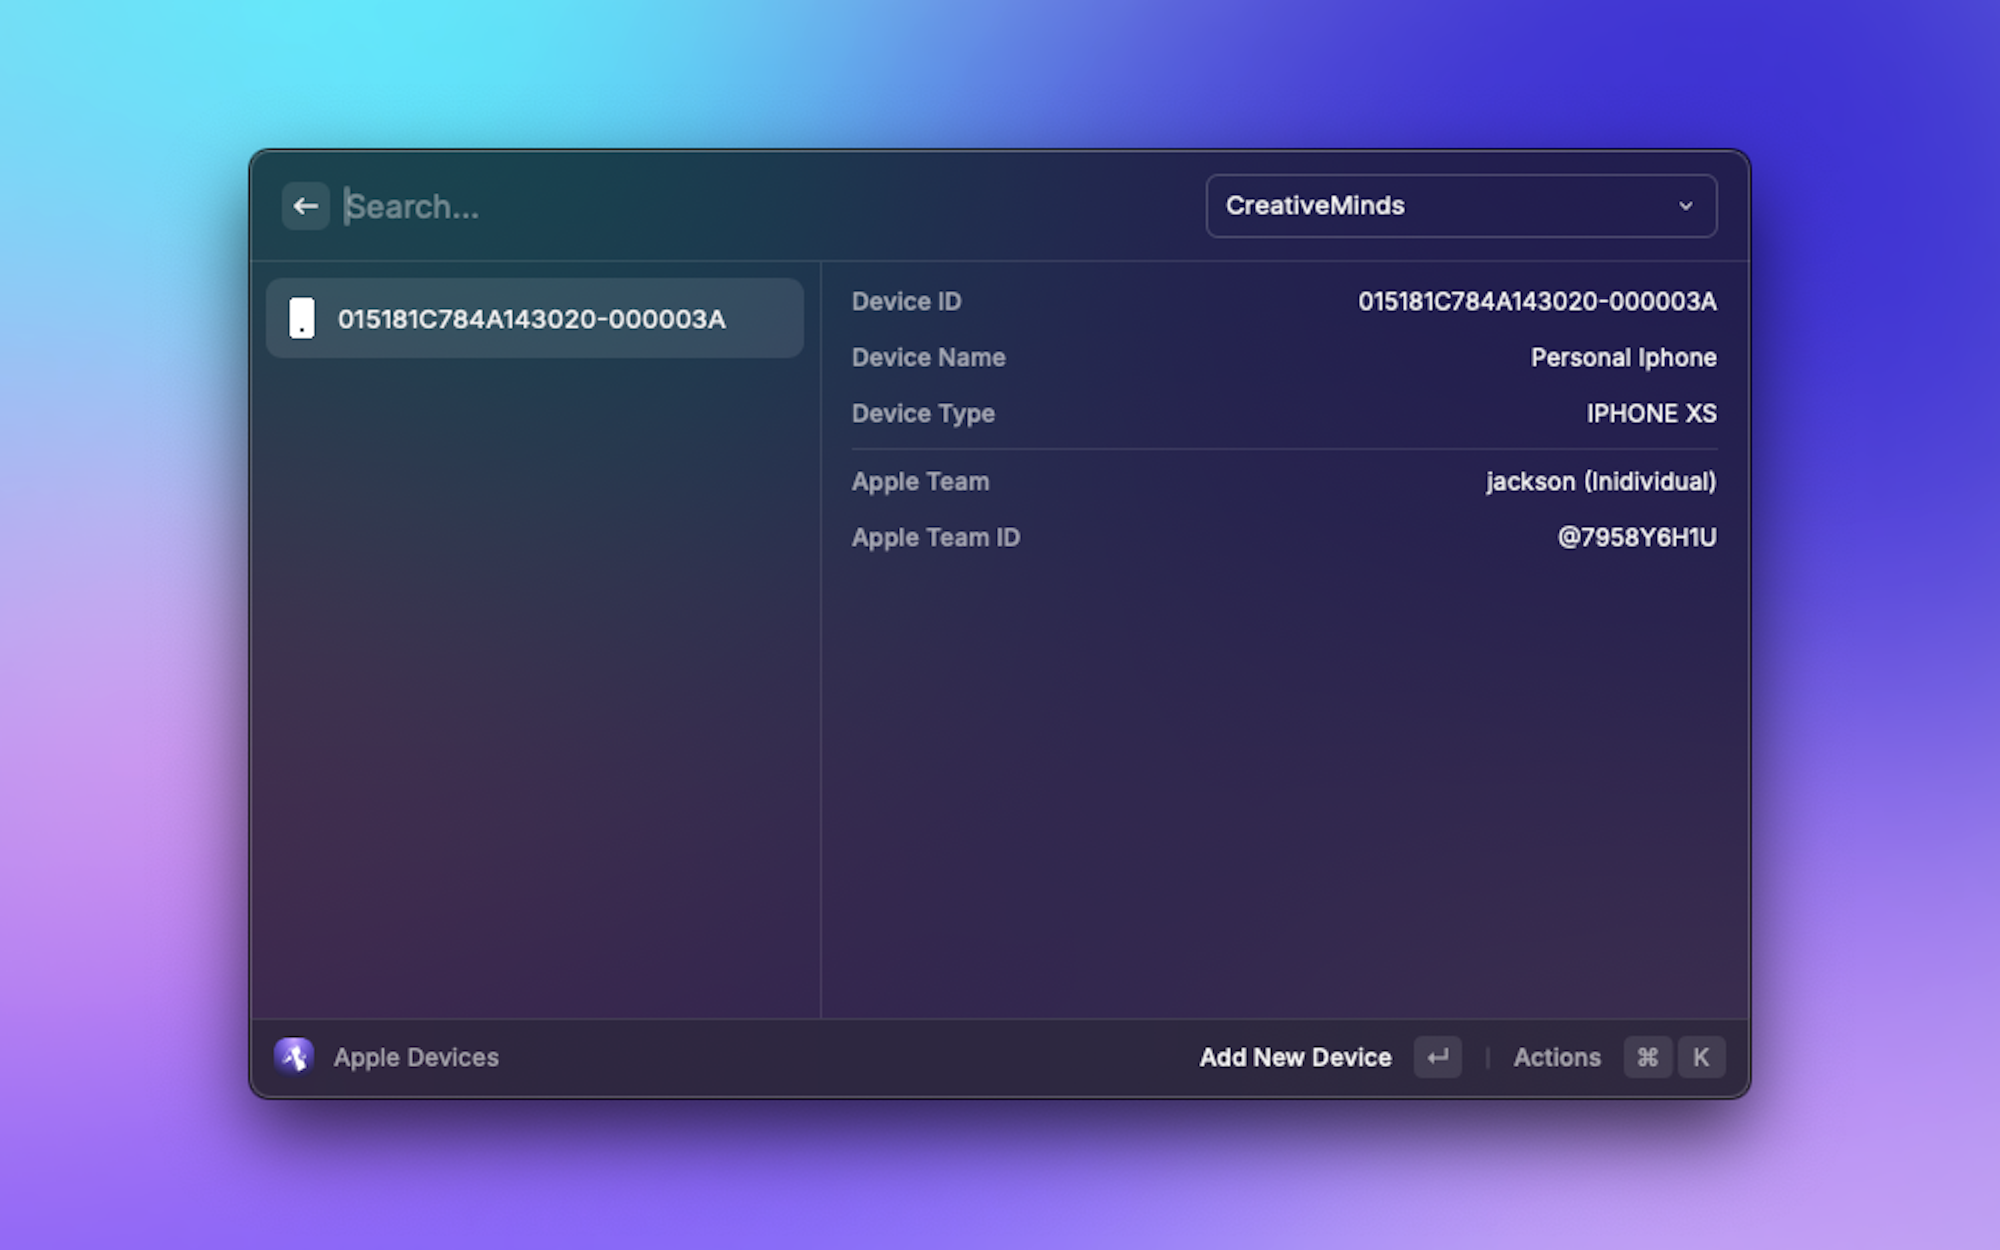 Search...
CreativeMinds
015181C784A143020-000003A
Device ID 015181C784A143020-000003A
Device Name Personal Iphone
Device Type IPHONE XS
Apple Team jackson (Inidividual)
Apple Team ID @7958Y6H1U
Apple Devices Add New Device ↵ | Actions ⌘ K